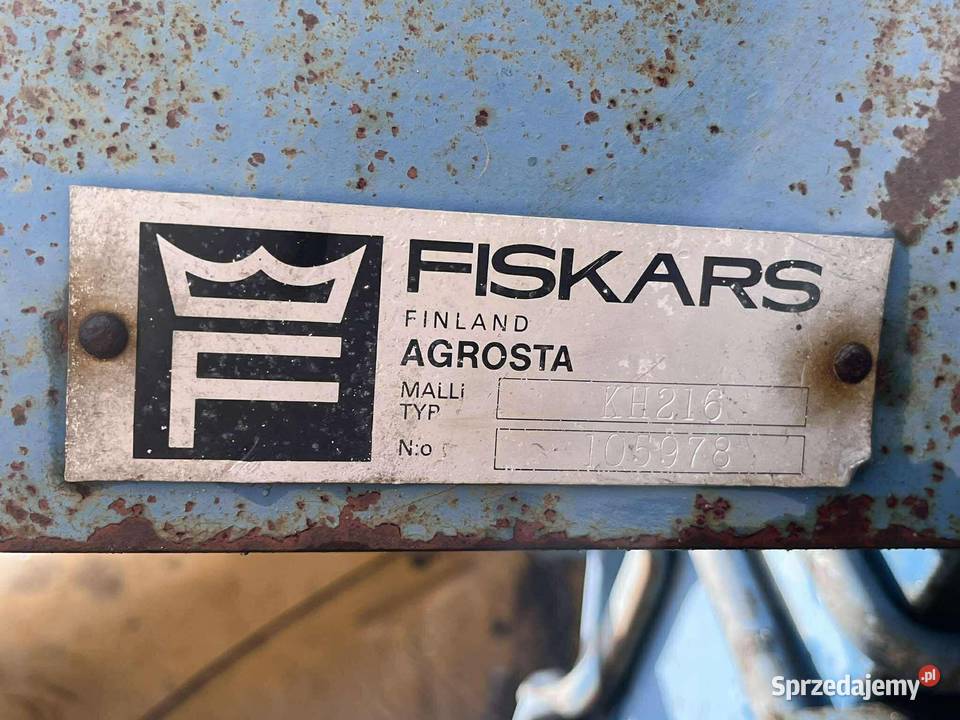 FISKARS
FINLAND
AGROSTA
MALLI
TYP
KH216
N:o
105978
Sprzedajemy.pl